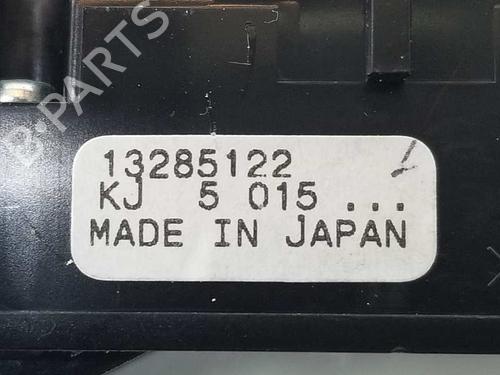 B-PARTS
13285122
KJ 5 015 ...
MADE IN JAPAN